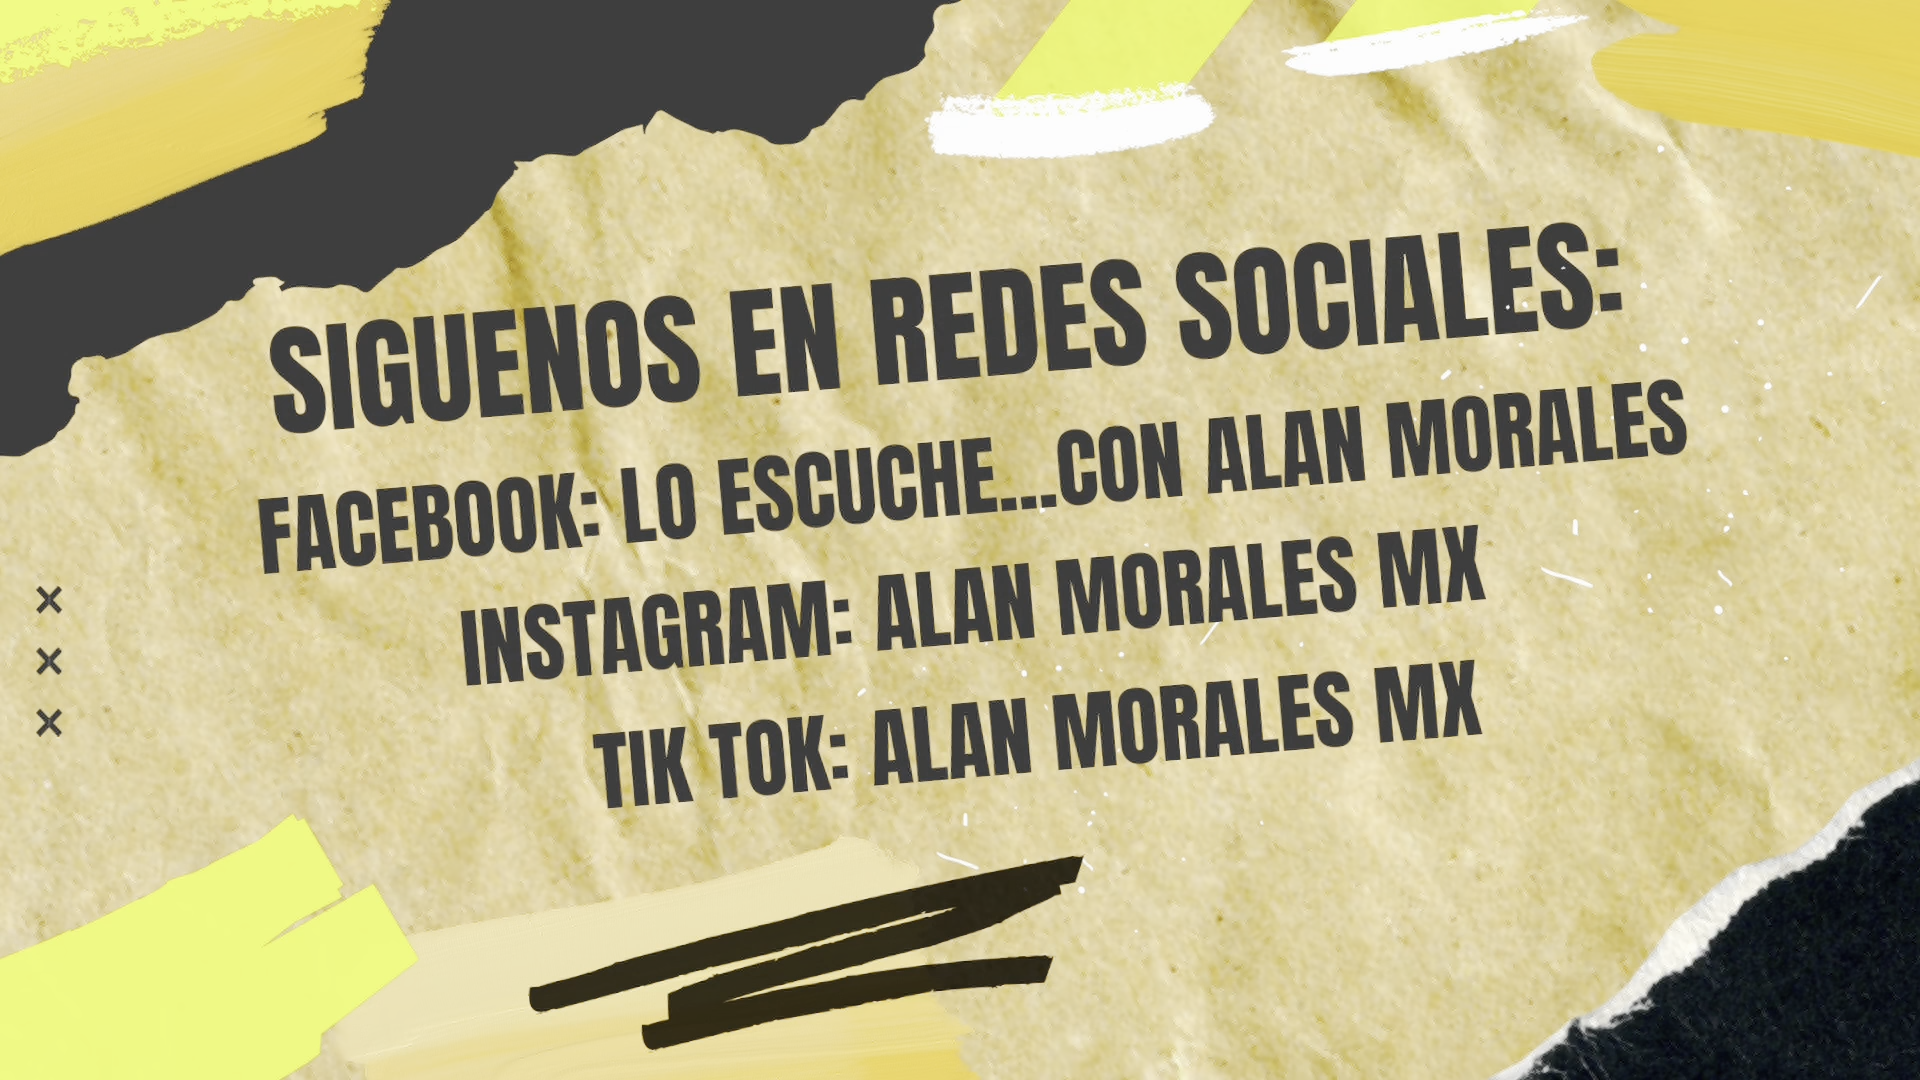 SIGUENOS EN REDES SOCIALES:
FACEBOOK: LO ESCUCHE...CON ALAN MORALES
INSTAGRAM: ALAN MORALES MX
TIK TOK: ALAN MORALES MX